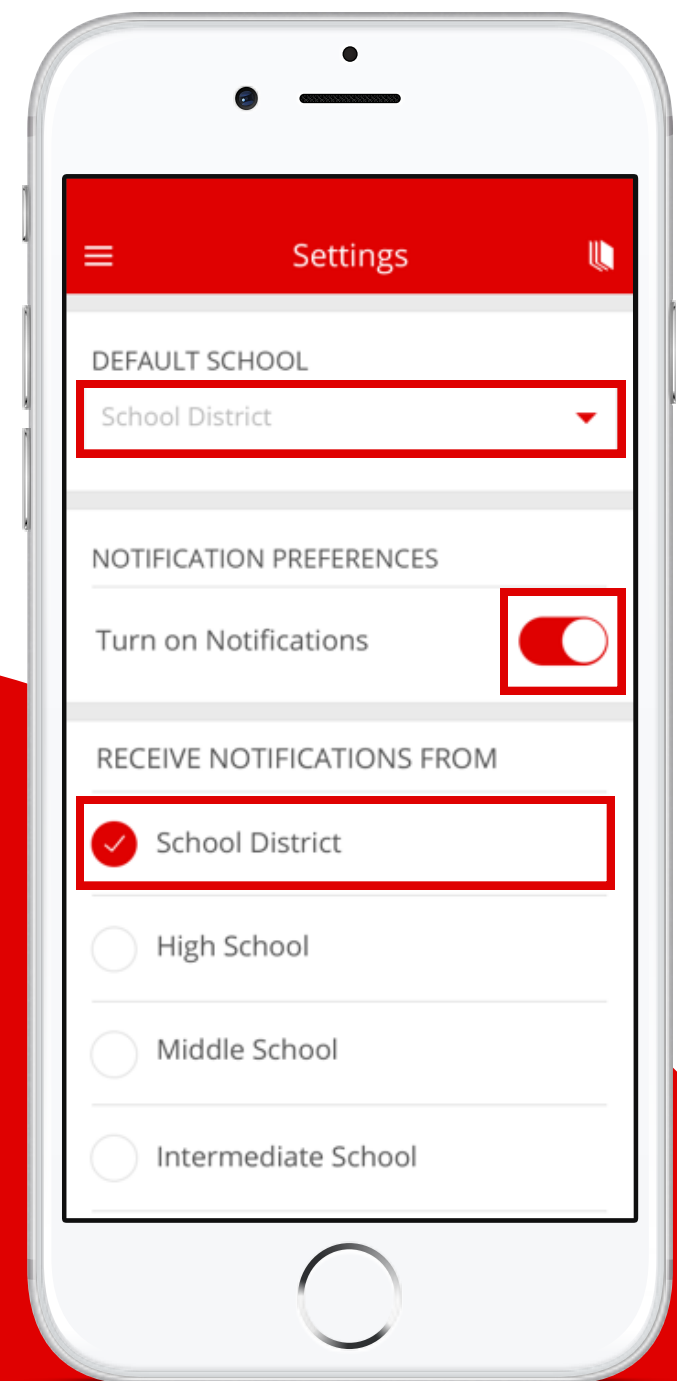 Settings
DEFAULT SCHOOL
School District
NOTIFICATION PREFERENCES
Turn on Notifications
RECEIVE NOTIFICATIONS FROM
School District
High School
Middle School
Intermediate School